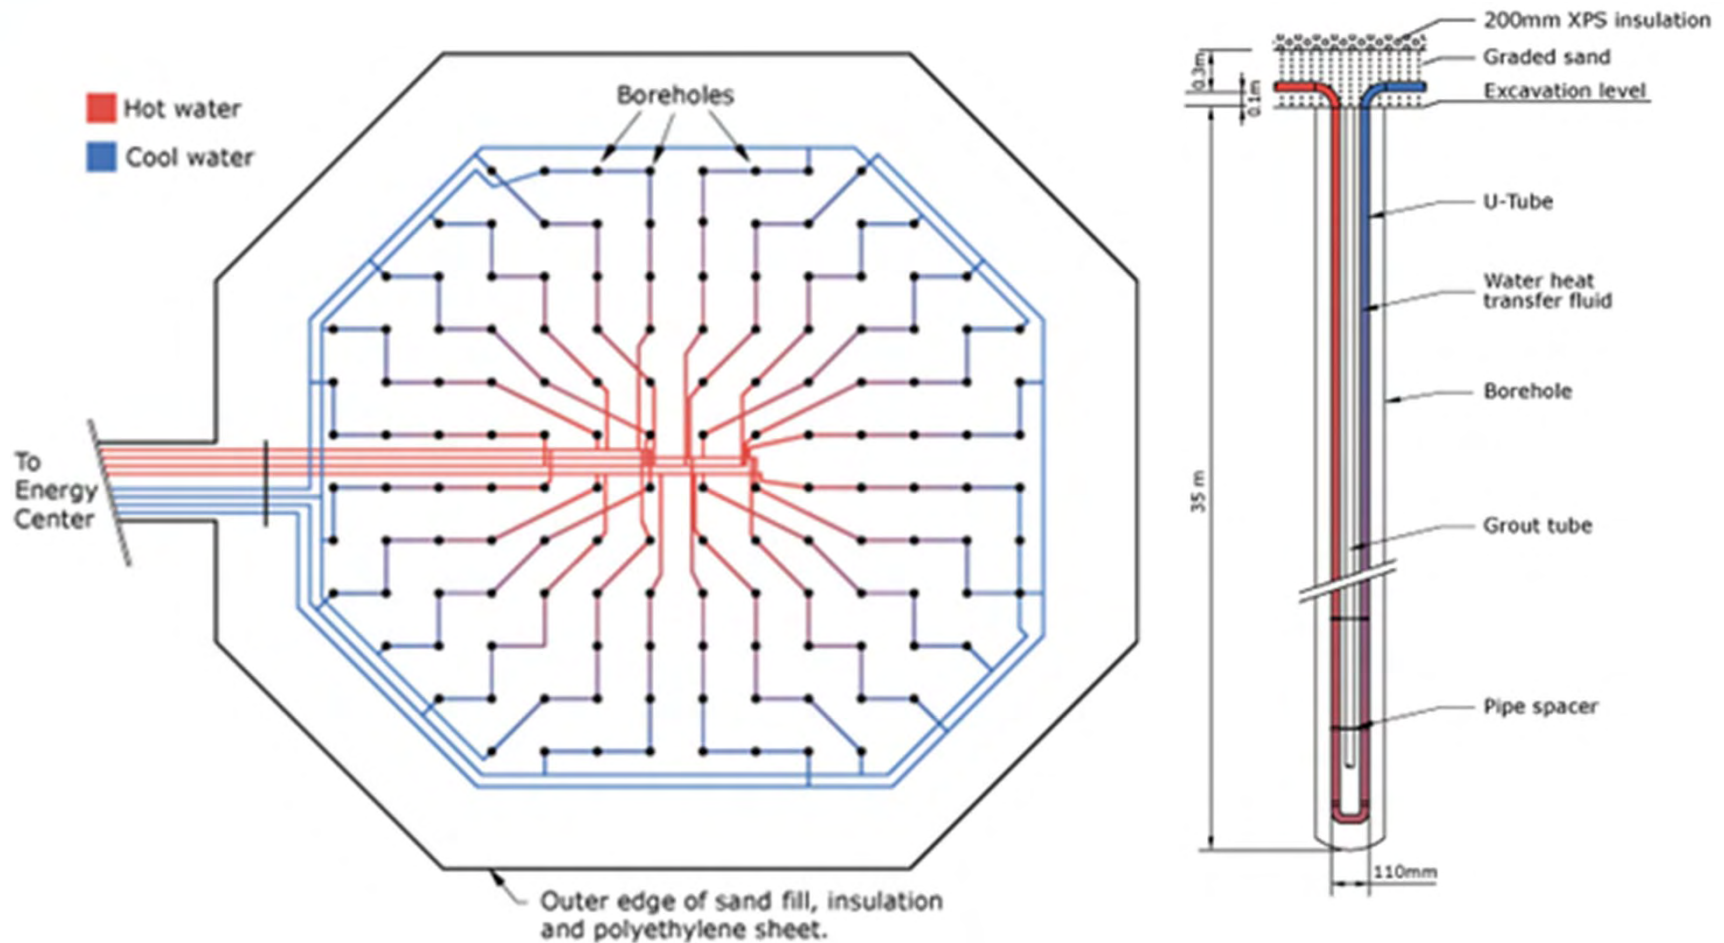 Hot water
Cool water
Boreholes
To
Energy
Center
Outer edge of sand fill, insulation
and polyethylene sheet.
200mm XPS insulation
Graded sand
Excavation level
0.3m
0.1m
U-Tube
Water heat
transfer fluid
Borehole
35 m
Grout tube
Pipe spacer
110mm